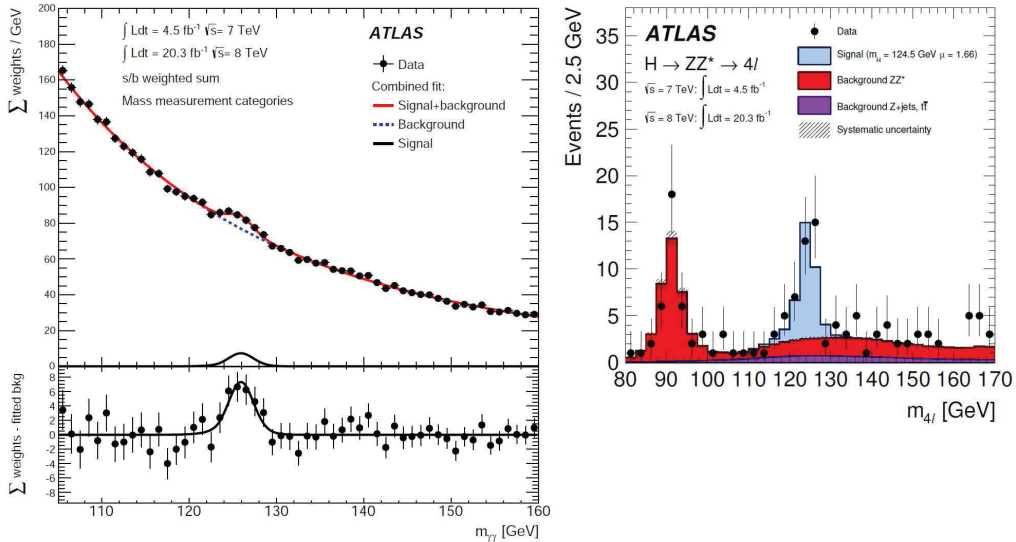 ∫ Ldt = 4.5 fb⁻¹ √s= 7 TeV
∫ Ldt = 20.3 fb⁻¹ √s= 8 TeV
s/b weighted sum
Mass measurement categories
ATLAS
Data
Combined fit:
Signal+background
Background
Signal
Σ weights / GeV
180
160
140
120
100
80
60
40
20
0
Σ weights - fitted bkg
8
6
4
2
0
-2
-4
-6
-8
110 120 130 140 150 160
m_γγ [GeV]
ATLAS
H → ZZ* → 4l
√s = 7 TeV: ∫ Ldt = 4.5 fb⁻¹
√s = 8 TeV: ∫ Ldt = 20.3 fb⁻¹
Data
Signal (m_H = 124.5 GeV μ = 1.66)
Background ZZ*
Background Z+jets, tt̄
Systematic uncertainty
Events / 2.5 GeV
35
30
25
20
15
10
5
0
80 90 100 110 120 130 140 150 160 170
m_4l [GeV]